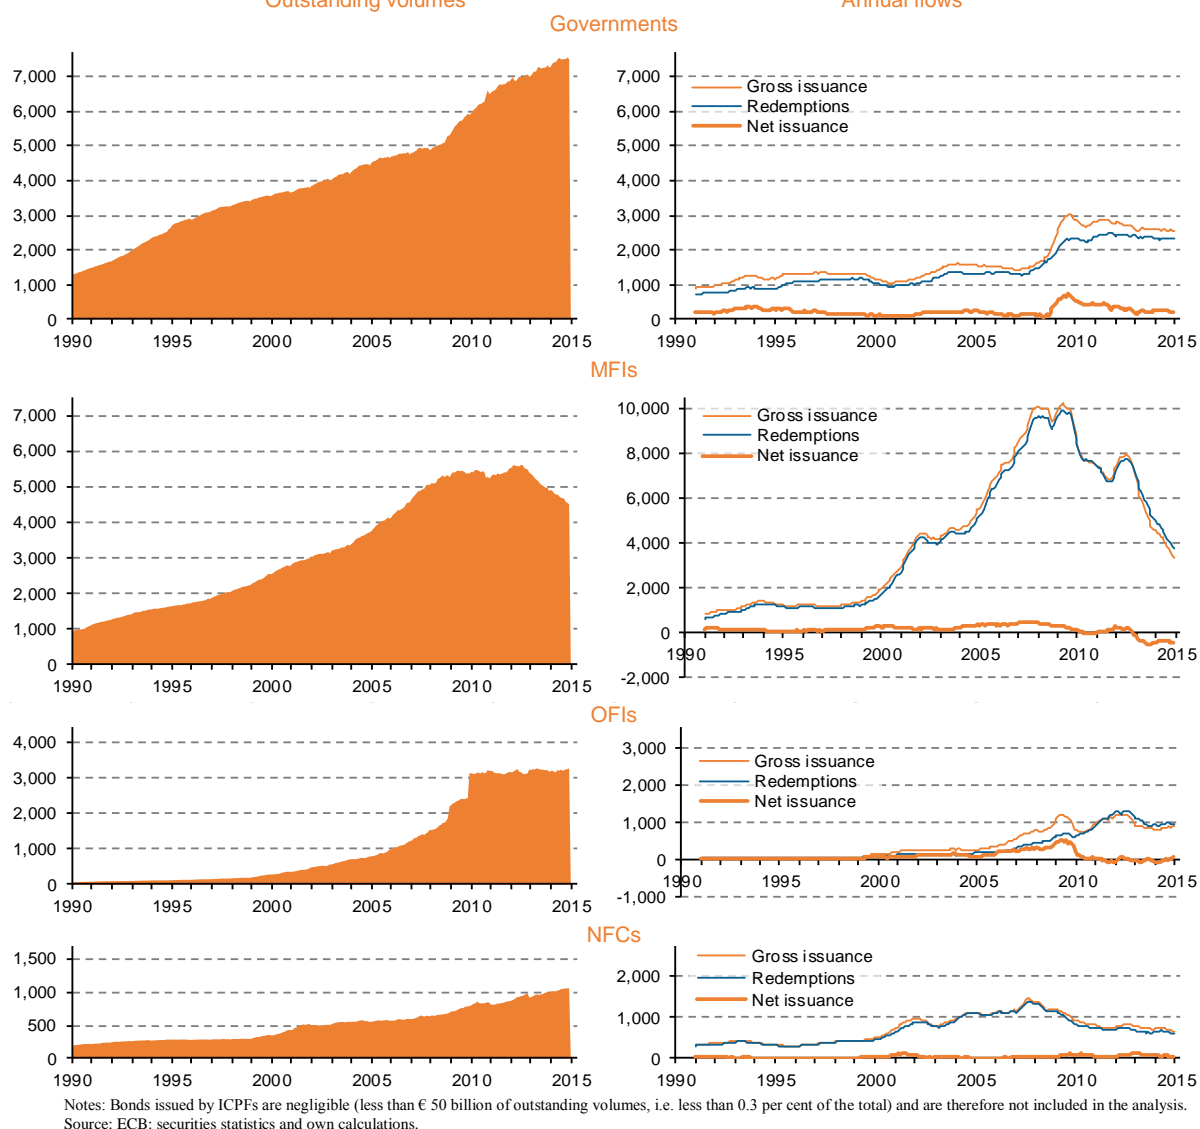 Outstanding volumes
Annual flows
Governments
7,000
6,000
5,000
4,000
3,000
2,000
1,000
0
1990 1995 2000 2005 2010 2015
7,000
6,000
5,000
4,000
3,000
2,000
1,000
0
Gross issuance
Redemptions
Net issuance
1990 1995 2000 2005 2010 2015
MFIs
7,000
6,000
5,000
4,000
3,000
2,000
1,000
0
1990 1995 2000 2005 2010 2015
10,000
8,000
6,000
4,000
2,000
0
-2,000
Gross issuance
Redemptions
Net issuance
1990 1995 2000 2005 2010 2015
OFIs
4,000
3,000
2,000
1,000
0
1990 1995 2000 2005 2010 2015
3,000
2,000
1,000
0
-1,000
Gross issuance
Redemptions
Net issuance
1990 1995 2000 2005 2010 2015
NFCs
1,500
1,000
500
0
1990 1995 2000 2005 2010 2015
2,000
1,000
0
Gross issuance
Redemptions
Net issuance
1990 1995 2000 2005 2010 2015
Notes: Bonds issued by ICPFs are negligible (less than € 50 billion of outstanding volumes, i.e. less than 0.3 per cent of the total) and are therefore not included in the analysis.
Source: ECB: securities statistics and own calculations.